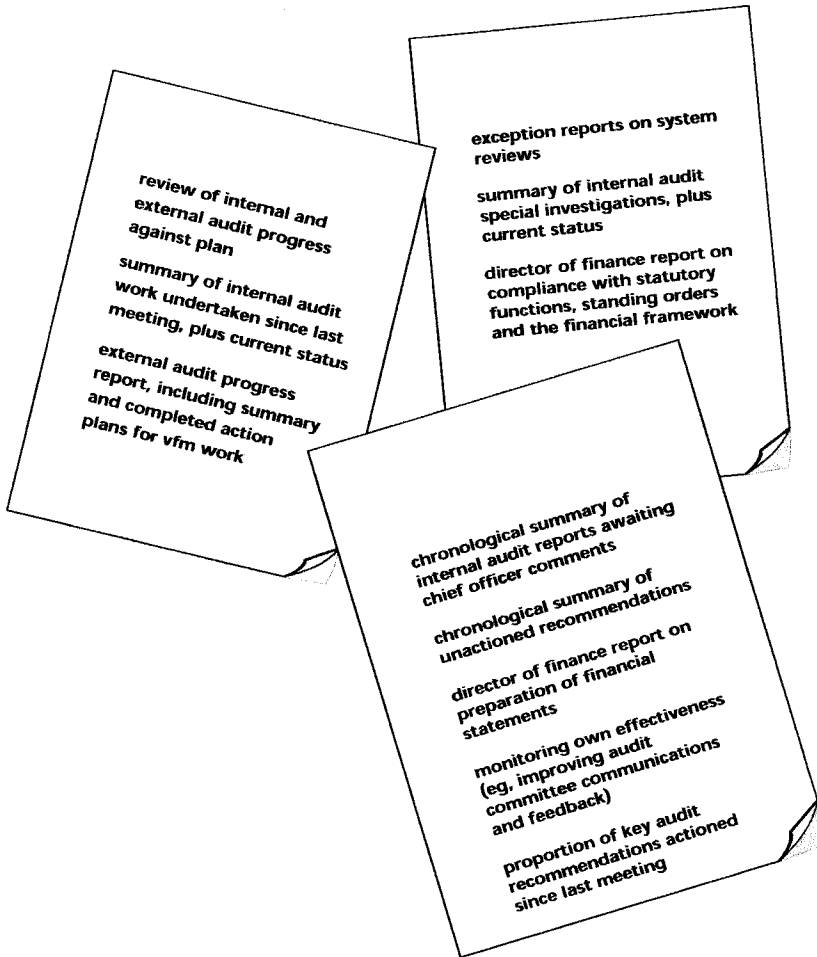 review of internal and
external audit progress
against plan
summary of internal audit
work undertaken since last
meeting, plus current status
external audit progress
report, including summary
and completed action
plans for vfm work
exception reports on system
reviews
summary of internal audit
special investigations, plus
current status
director of finance report on
compliance with statutory
functions, standing orders
and the financial framework
chronological summary of
internal audit reports awaiting
chief officer comments
chronological summary of
unactioned recommendations
director of finance report on
preparation of financial
statements
monitoring own effectiveness
(eg, improving audit
committee communications
and feedback)
proportion of key audit
recommendations actioned
since last meeting